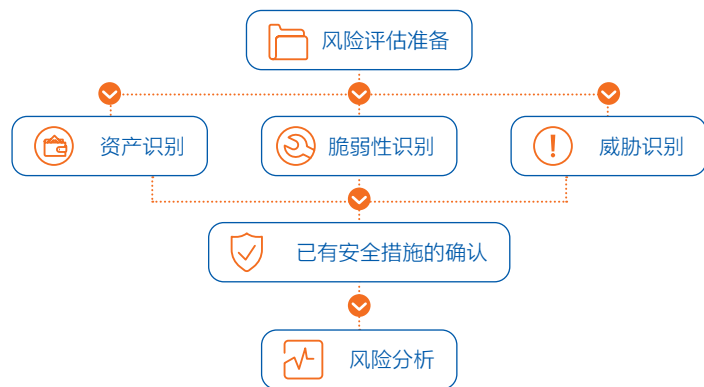 风险评估准备
资产识别
脆弱性识别
威胁识别
已有安全措施的确认
风险分析